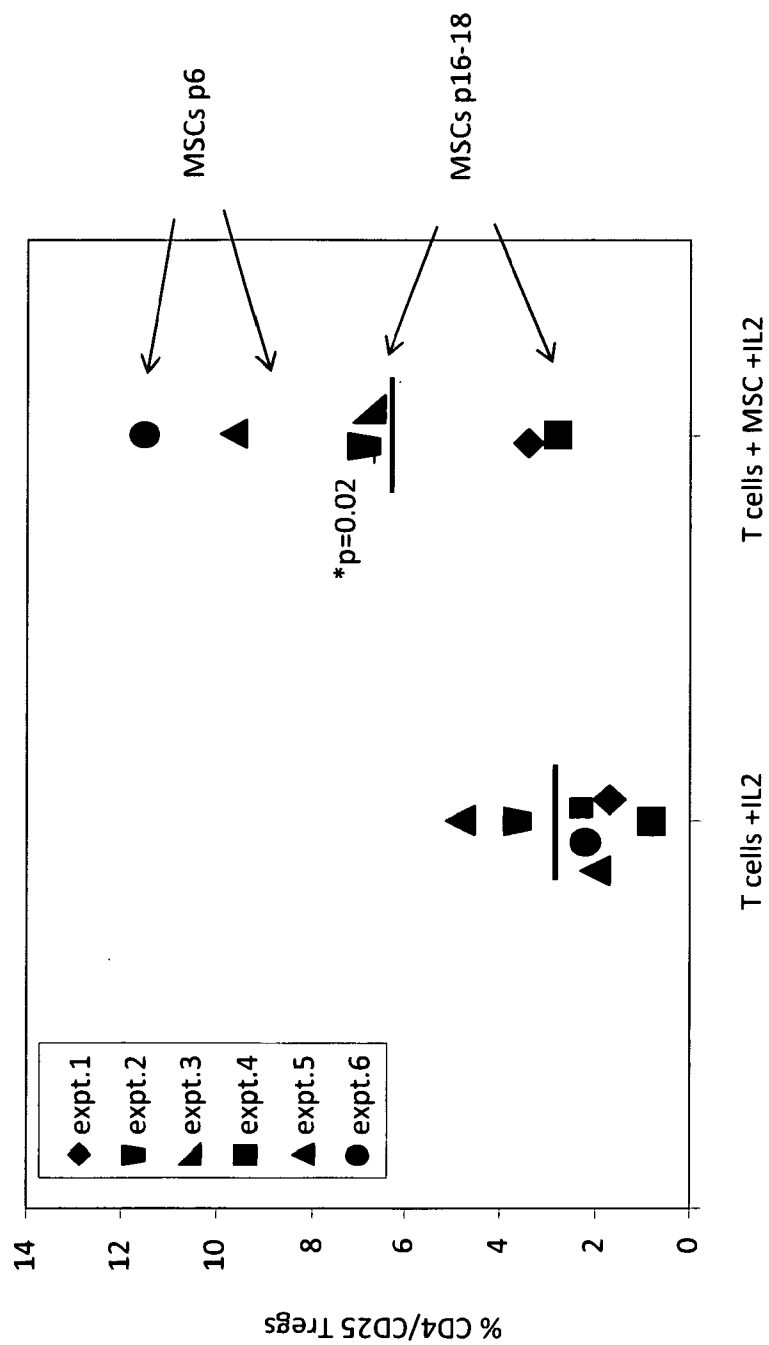 % CD4/CD25 Tregs
14
12
10
8
6
4
2
0
expt.1
expt.2
expt.3
expt.4
expt.5
expt.6
*p=0.02
MSCs p6
MSCs p16-18
T cells +IL2
T cells + MSC +IL2